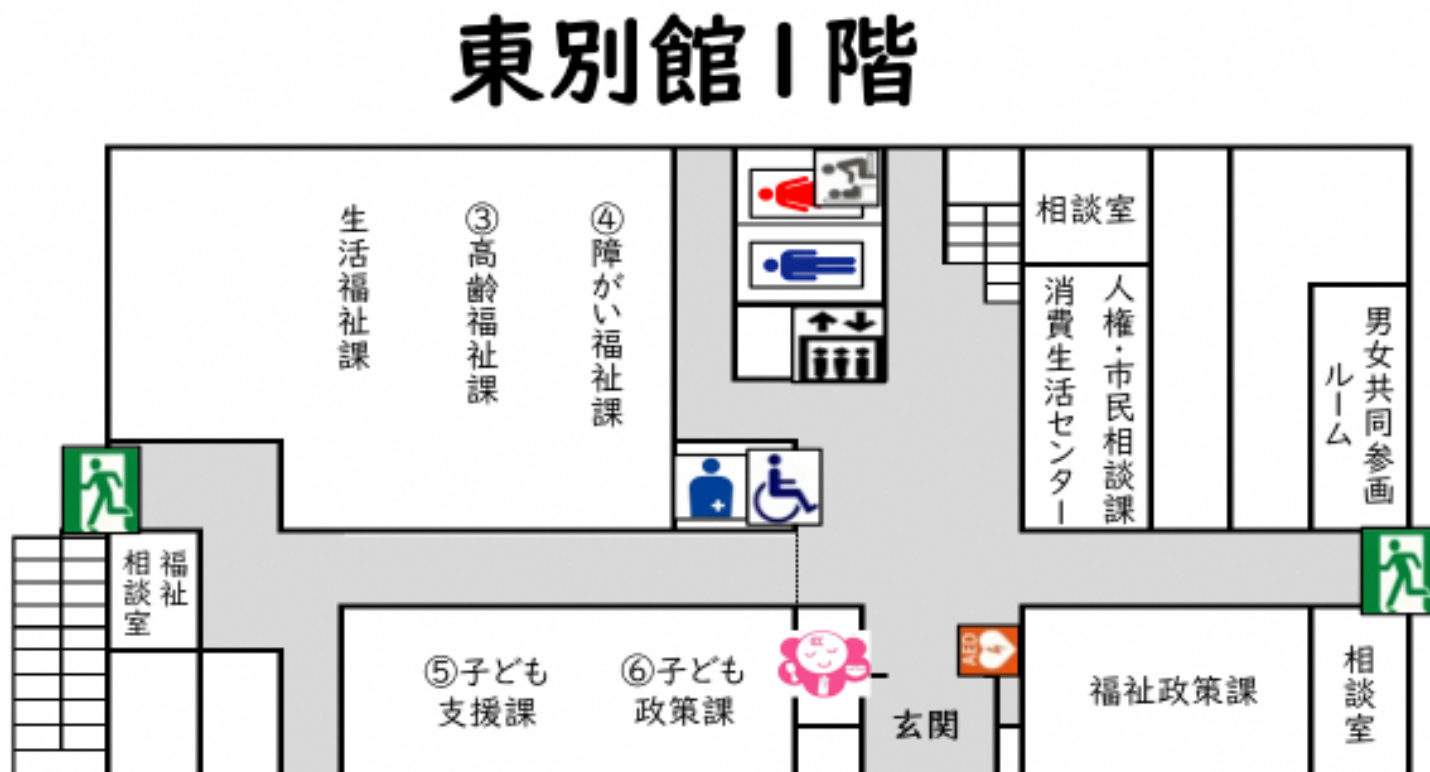 東別館1階
生活福祉課
③高齢福祉課
④障がい福祉課
相談室
人権・市民相談課
消費生活センター
男女共同参画
ルーム
福祉
相談室
⑤子ども
支援課
⑥子ども
政策課
AED
玄関
福祉政策課
相談室